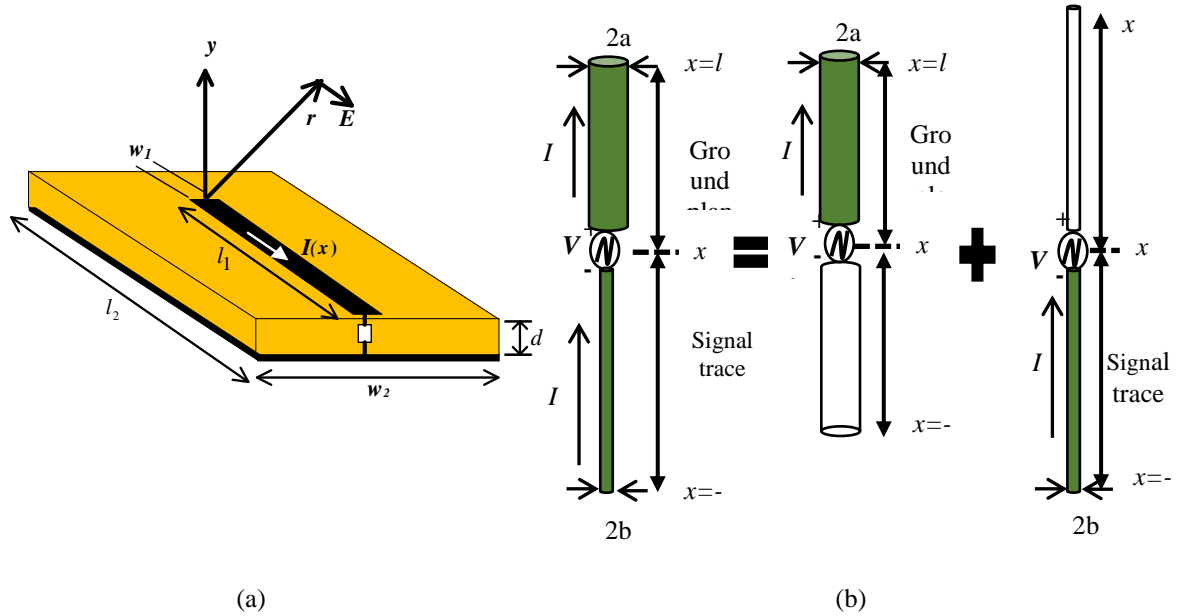 y
r
E
w₁
I(x)
l₁
l₂
d
w₂
2a
x=l
I
Gro
und
+
V
-
x
Signal
trace
I
x=-
2b
2a
x=l
I
Gro
und
+
V
-
x
x=-
x
+
V
-
x
I
Signal
trace
x=-
2b
(a)
(b)